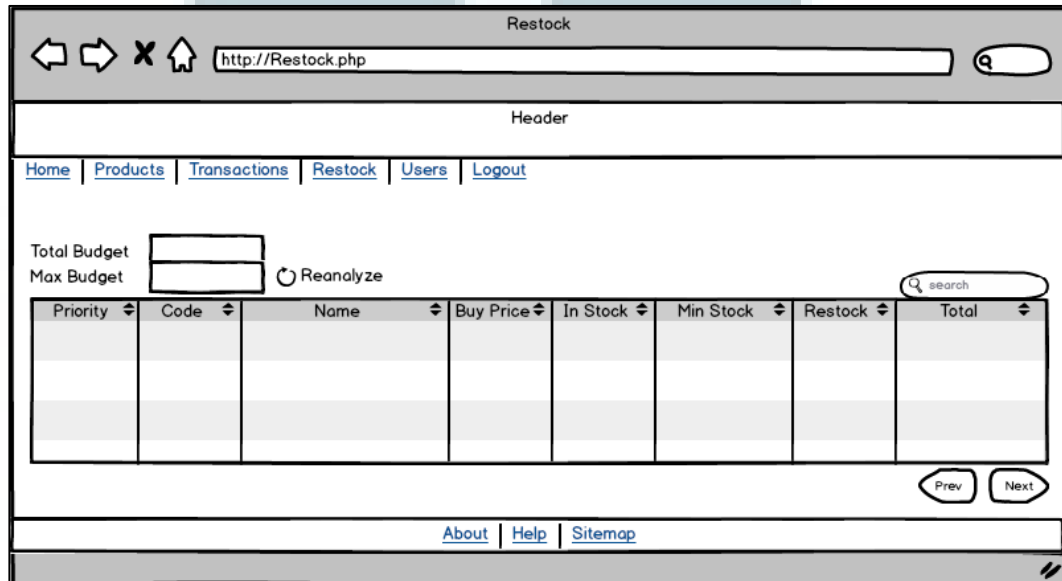 Restock
http://Restock.php
Header
Home Products Transactions Restock Users Logout
Total Budget
Max Budget Reanalyze
search
Priority Code Name Buy Price In Stock Min Stock Restock Total
Prev Next
About Help Sitemap